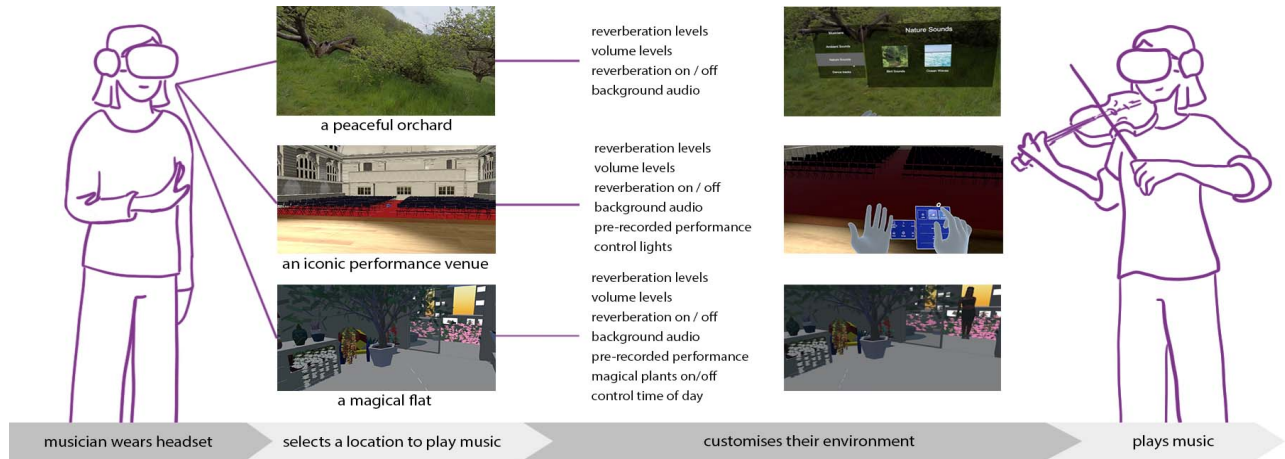 reverberation levels
volume levels
reverberation on / off
background audio
a peaceful orchard
Nature Sounds
Ambient Sounds
Nature Sounds
Dance tracks
Bird Sounds
Ocean Waves
reverberation levels
volume levels
reverberation on / off
background audio
pre-recorded performance
control lights
an iconic performance venue
reverberation levels
volume levels
reverberation on / off
background audio
pre-recorded performance
magical plants on/off
control time of day
a magical flat
musician wears headset
selects a location to play music
customises their environment
plays music